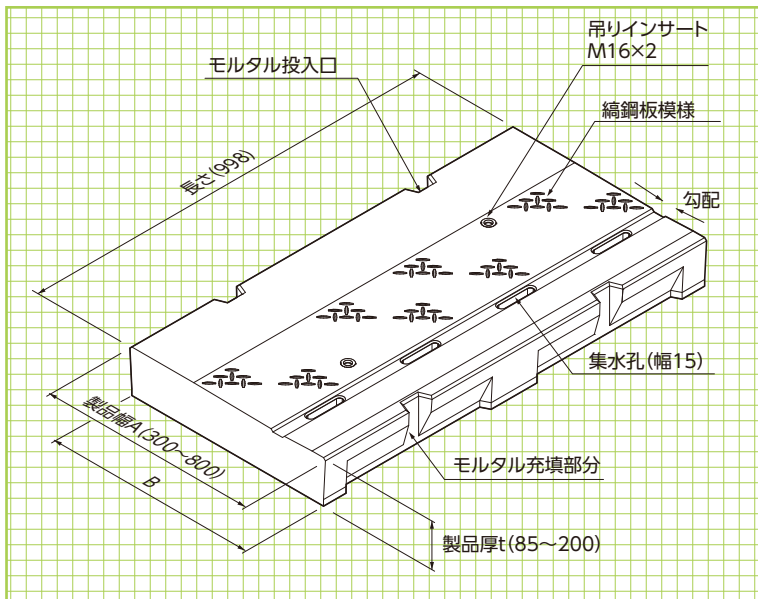 吊りインサート
M16×2
モルタル投入口
縞鋼板模様
長さ(998)
勾配
集水孔(幅15)
製品幅A(300〜800)
モルタル充填部分
B
製品厚t(85〜200)